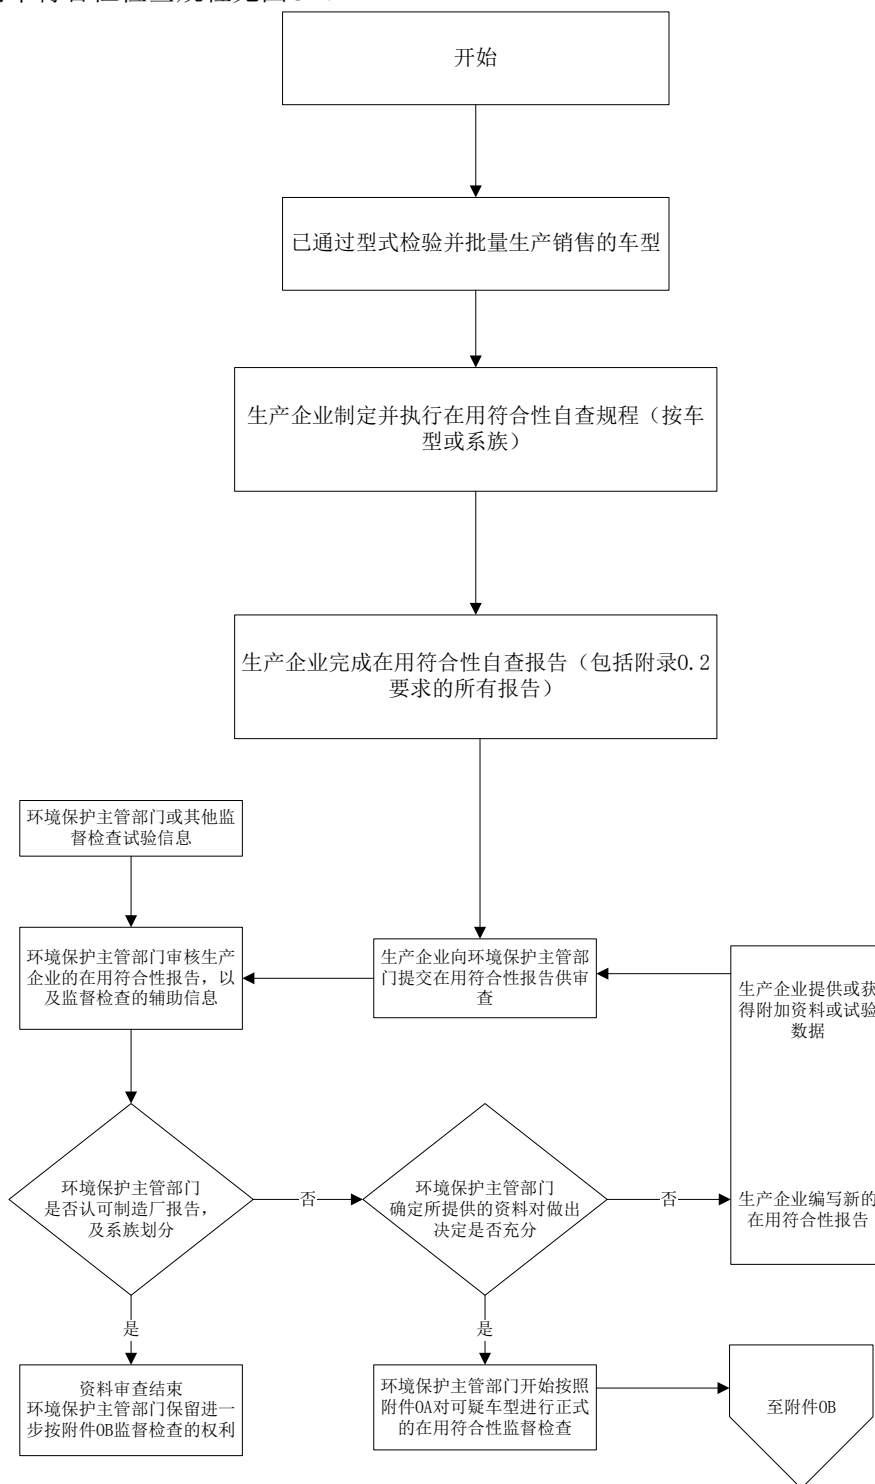 开始
已通过型式检验并批量生产销售的车型
生产企业制定并执行在用符合性自查规程（按车
型或系族）
生产企业完成在用符合性自查报告（包括附录O.2
要求的所有报告）
环境保护主管部门或其他监
督检查试验信息
环境保护主管部门审核生产
企业的在用符合性报告，以
及监督检查的辅助信息
生产企业向环境保护主管部
门提交在用符合性报告供审
查
生产企业提供或获
得附加资料或试验
数据
环境保护主管部门
是否认可制造厂报告，
及系族划分
否
环境保护主管部门
确定所提供的资料对做出
决定是否充分
否
生产企业编写新的
在用符合性报告
是
是
资料审查结束
环境保护主管部门保留进一
步按附件OB监督检查的权利
环境保护主管部门开始按照
附件OA对可疑车型进行正式
的在用符合性监督检查
至附件OB